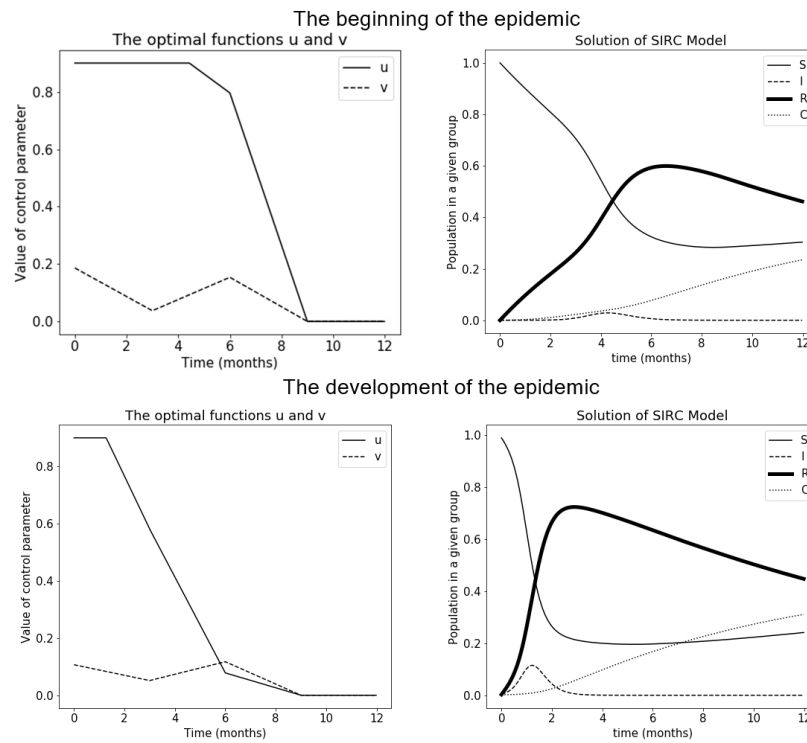 The beginning of the epidemic
The optimal functions u and v
u
v
0.8
0.6
0.4
0.2
0.0
Value of control parameter
0 2 4 6 8 10 12
Time (months)
Solution of SIRC Model
S
I
R
C
1.0
0.8
0.6
0.4
0.2
0.0
Population in a given group
0 2 4 6 8 10 12
time (months)
The development of the epidemic
The optimal functions u and v
u
v
0.8
0.6
0.4
0.2
0.0
Value of control parameter
0 2 4 6 8 10 12
Time (months)
Solution of SIRC Model
S
I
R
C
1.0
0.8
0.6
0.4
0.2
0.0
Population in a given group
0 2 4 6 8 10 12
time (months)